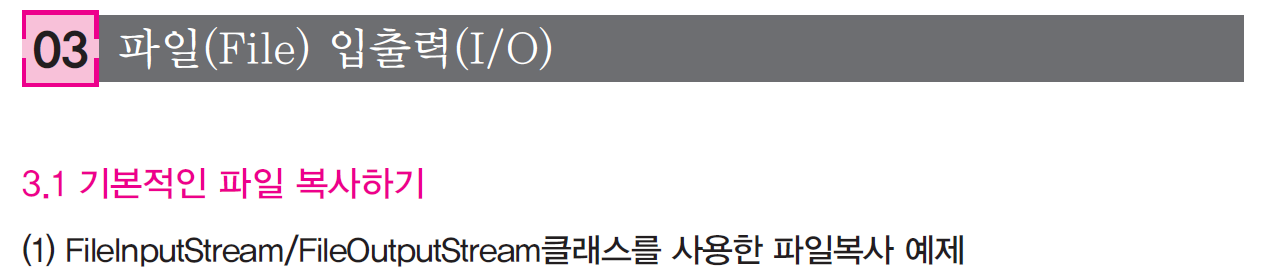 03 파일(File) 입출력(I/O)
3.1 기본적인 파일 복사하기
(1) FileInputStream/FileOutputStream클래스를 사용한 파일복사 예제